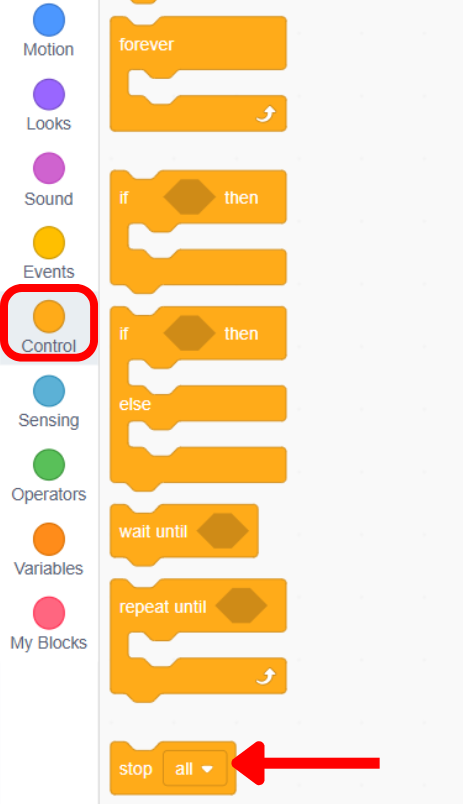 Motion
Looks
Sound
Events
Control
Sensing
Operators
Variables
My Blocks
forever
if then
if then
else
wait until
repeat until
stop all